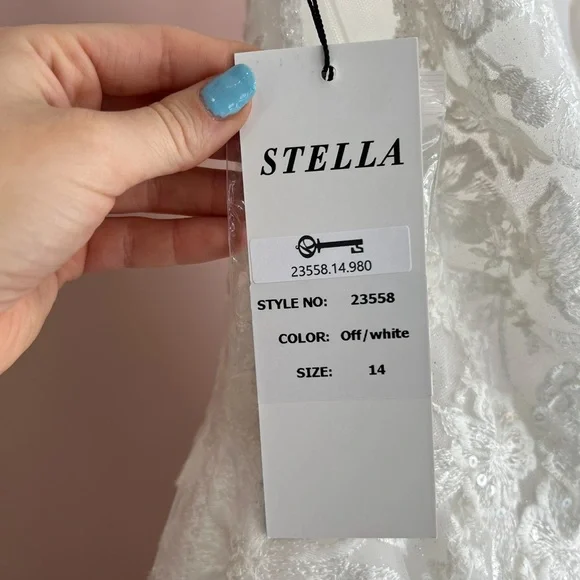 STELLA
23558.14.980
STYLE NO: 23558
COLOR: Off/white
SIZE: 14